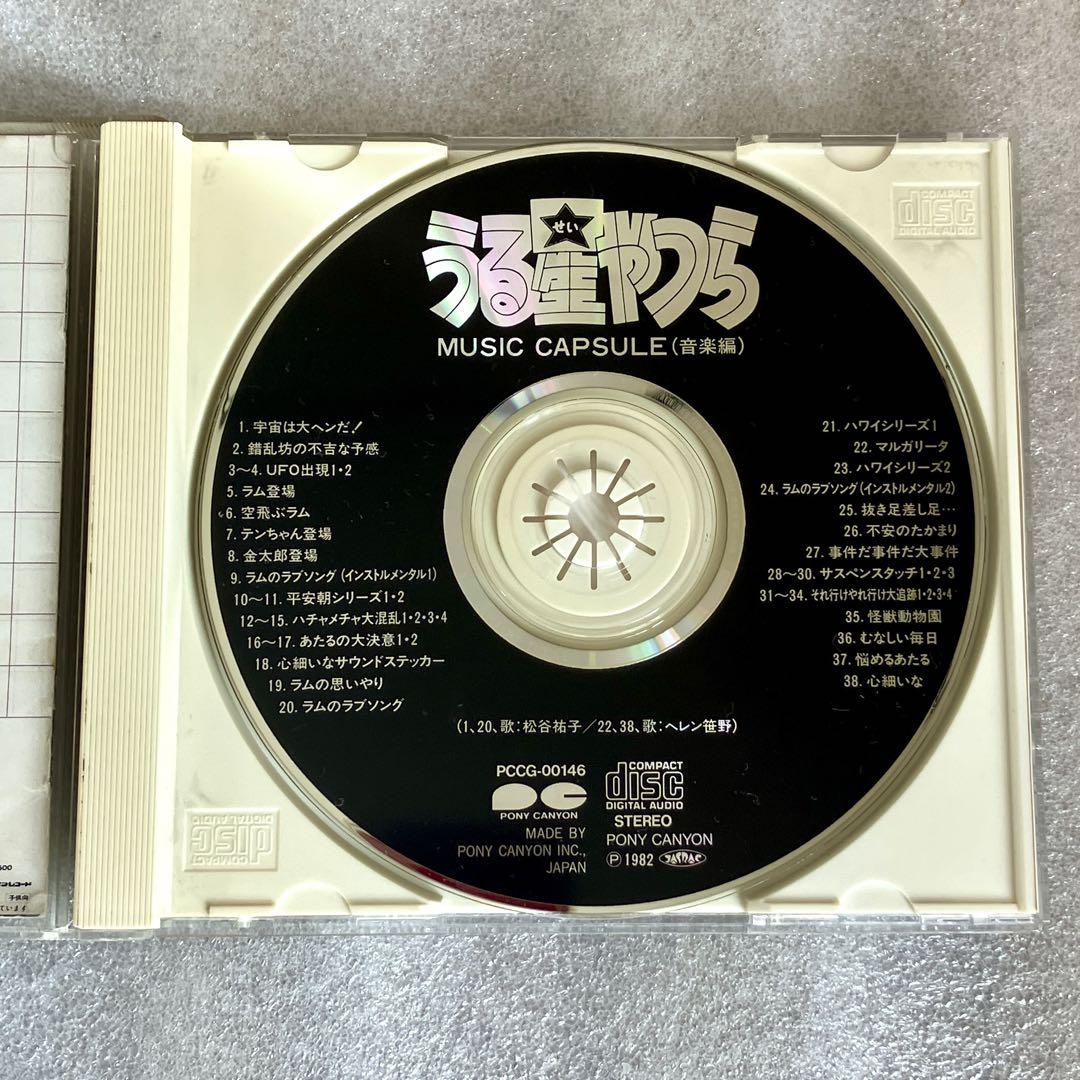 うる星やつら
せい
MUSIC CAPSULE(音楽編)
1. 宇宙は大ヘンだ!
2. 錯乱坊の不吉な予感
3〜4. UFO出現1・2
5. ラム登場
6. 空飛ぶラム
7. テンちゃん登場
8. 金太郎登場
9. ラムのラブソング(インストルメンタル1)
10〜11. 平安朝シリーズ1・2
12〜15. ハチャメチャ大混乱1・2・3・4
16〜17. あたるの大決意1・2
18. 心細いなサウンドステッカー
19. ラムの思いやり
20. ラムのラブソング
21. ハワイシリーズ1
22. マルガリータ
23. ハワイシリーズ2
24. ラムのラブソング(インストルメンタル2)
25. 抜き足差し足…
26. 不安のたかまり
27. 事件だ事件だ大事件
28〜30. サスペンスタッチ1・2・3
31〜34. それ行けやれ行け大追跡1・2・3・4
35. 怪獣動物園
36. むなしい毎日
37. 悩めるあたる
38. 心細いな
(1、20、歌:松谷祐子/22、38、歌:ヘレン笹野)
PCCG-00146
PONY CANYON
MADE BY
PONY CANYON INC.,
JAPAN
COMPACT
disc
DIGITAL AUDIO
STEREO
PONY CANYON
Ⓟ 1982
COMPACT
disc
DIGITAL AUDIO
COMPACT
disc
DIGITAL AUDIO
子供向
ています